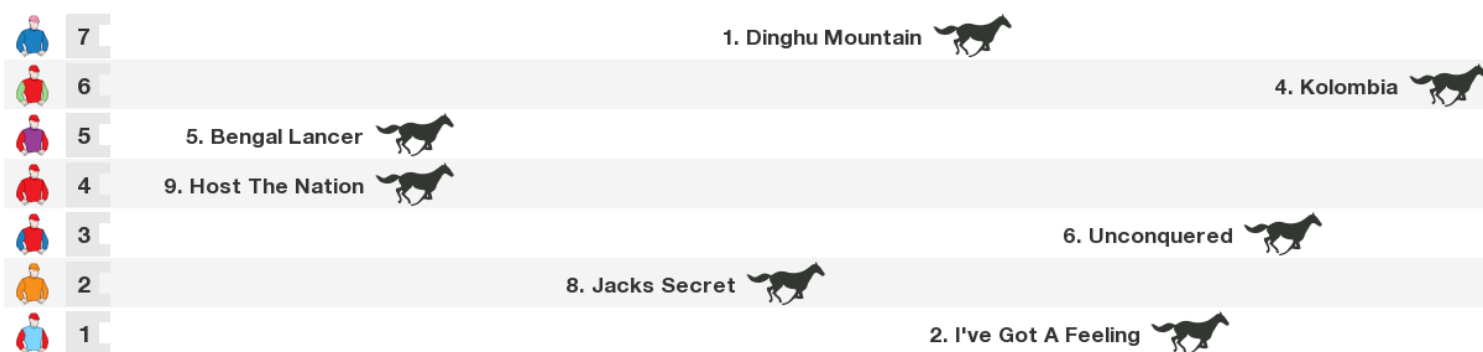 7 1. Dinghu Mountain
6 4. Kolombia
5 5. Bengal Lancer
4 9. Host The Nation
3 6. Unconquered
2 8. Jacks Secret
1 2. I've Got A Feeling